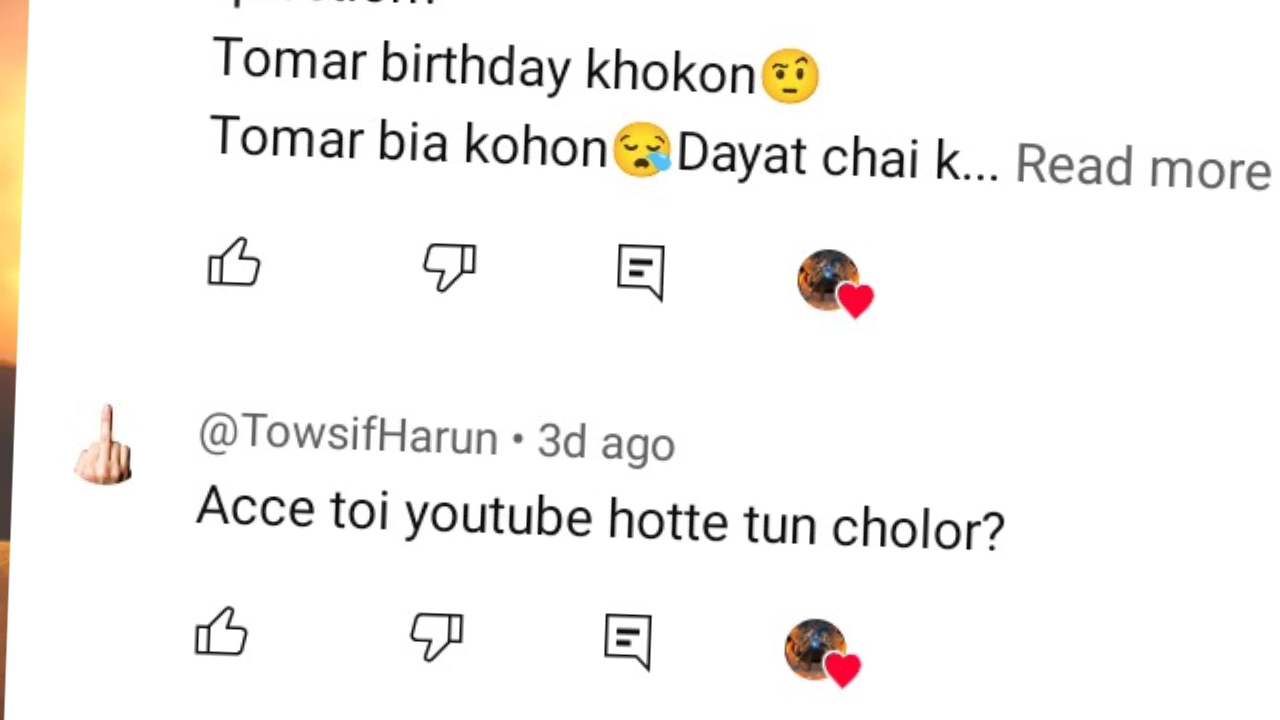 Tomar birthday khokon🤨
Tomar bia kohon😪Dayat chai k... Read more
@TowsifHarun • 3d ago
Acce toi youtube hotte tun cholor?